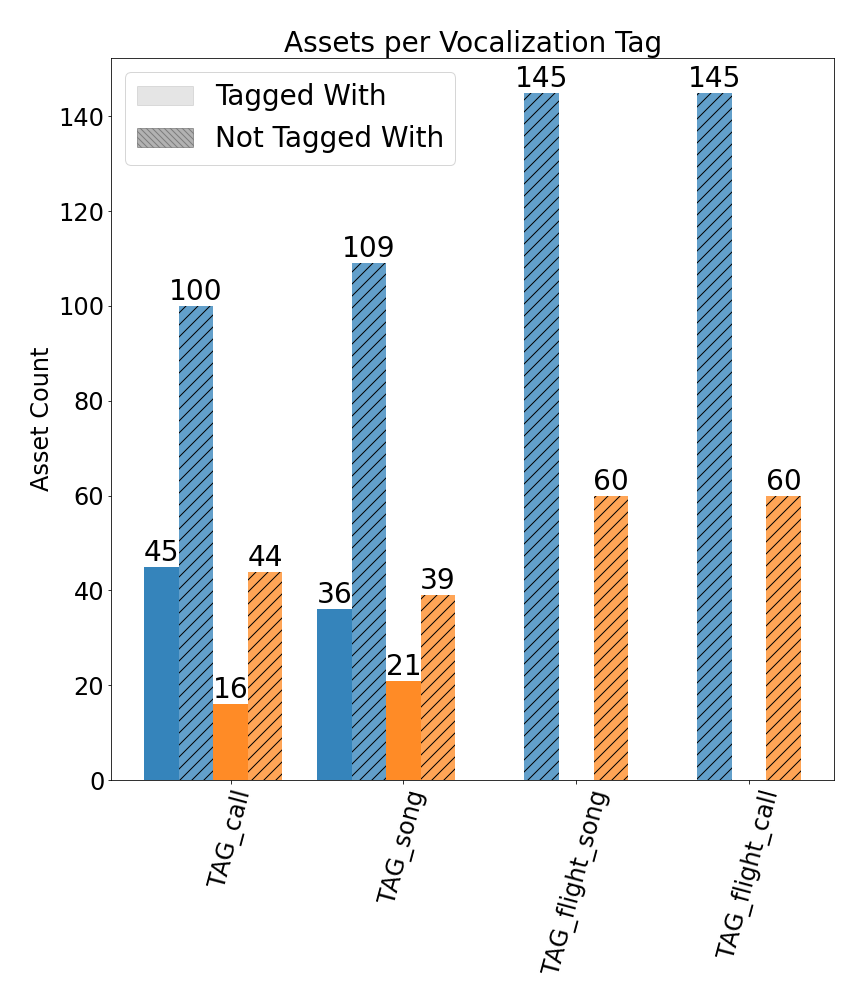 Assets per Vocalization Tag
Tagged With
Not Tagged With
Asset Count
140
120
100
80
60
40
20
0
45
100
16
44
36
109
21
39
145
60
145
60
TAG_call
TAG_song
TAG_flight_song
TAG_flight_call